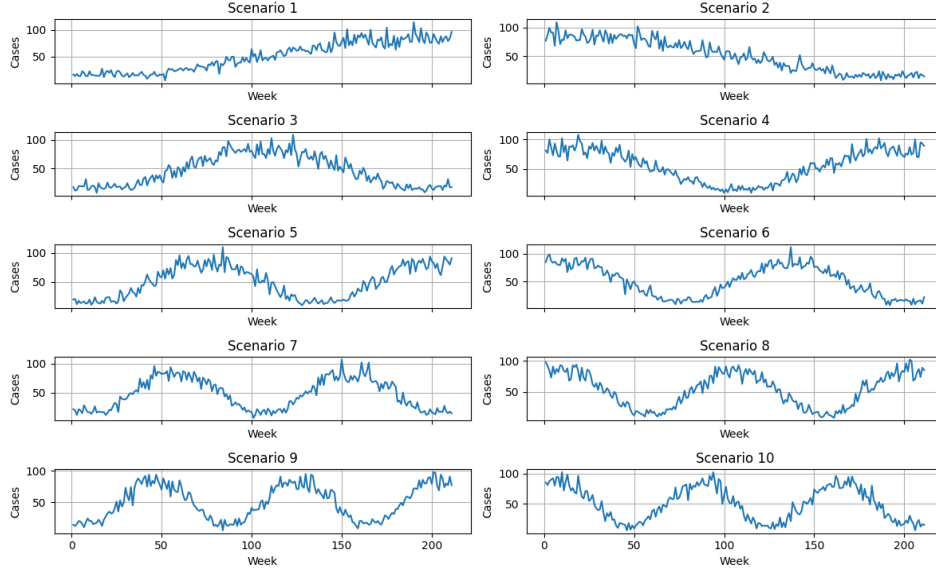 Scenario 1
Cases
100
50
Week
Scenario 2
Cases
100
50
Week
Scenario 3
Cases
100
50
Week
Scenario 4
Cases
100
50
Week
Scenario 5
Cases
100
50
Week
Scenario 6
Cases
100
50
Week
Scenario 7
Cases
100
50
Week
Scenario 8
Cases
100
50
Week
Scenario 9
Cases
100
50
0 50 100 150 200
Week
Scenario 10
Cases
100
50
0 50 100 150 200
Week